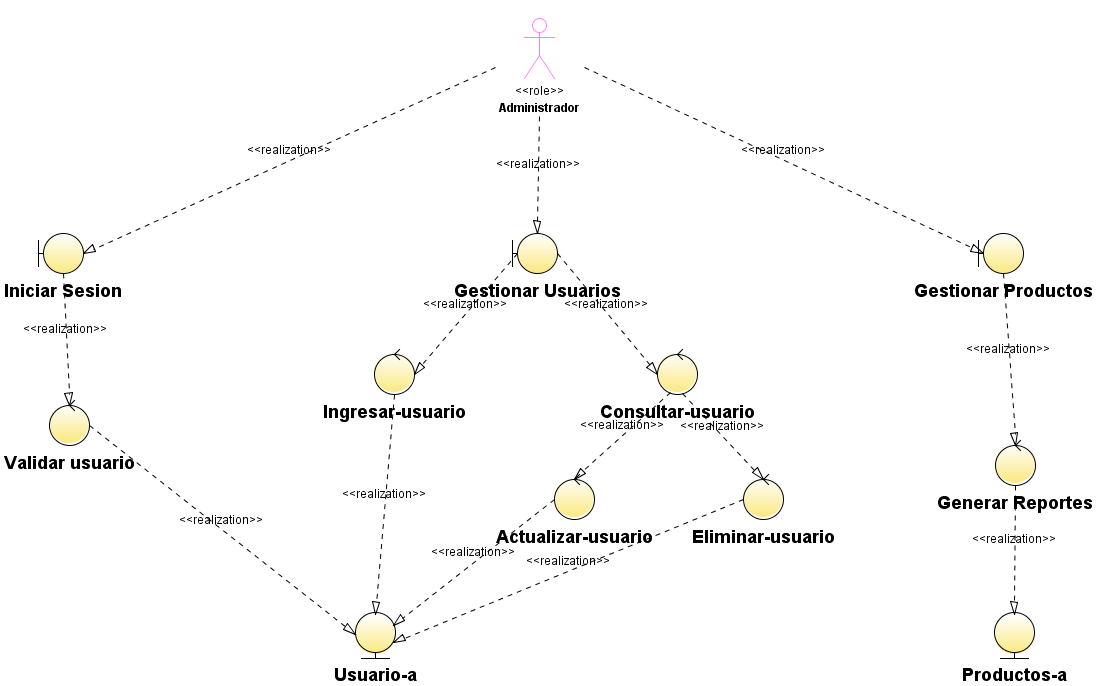 <<role>>
Administrador
<<realization>>
<<realization>>
<<realization>>
Iniciar Sesion
Gestionar Usuarios
Gestionar Productos
<<realization>>
<<realization>>
<<realization>>
<<realization>>
Ingresar-usuario
Consultar-usuario
<<realization>>
<<realization>>
Validar usuario
<<realization>>
Generar Reportes
<<realization>>
Actualizar-usuario
Eliminar-usuario
<<realization>>
<<realization>>
<<realization>>
Usuario-a
Productos-a